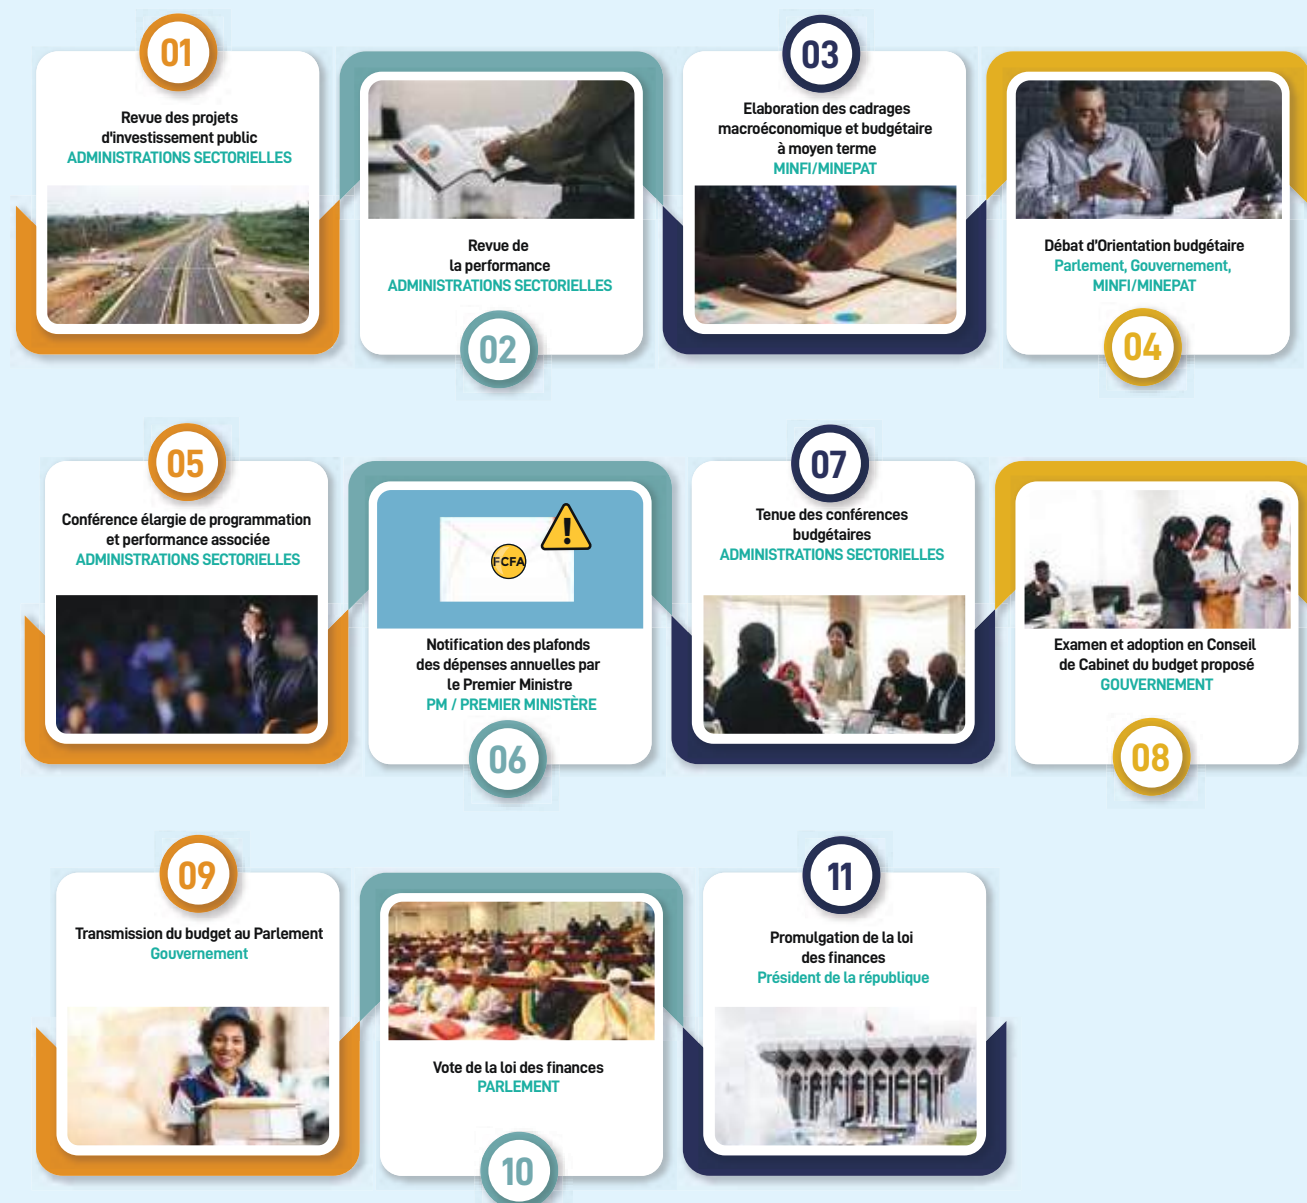 01
Revue des projets
d'investissement public
ADMINISTRATIONS SECTORIELLES
Revue de
la performance
ADMINISTRATIONS SECTORIELLES
02
03
Elaboration des cadrages
macroéconomique et budgétaire
à moyen terme
MINFI/MINEPAT
Débat d'Orientation budgétaire
Parlement, Gouvernement,
MINFI/MINEPAT
04
05
Conférence élargie de programmation
et performance associée
ADMINISTRATIONS SECTORIELLES
FCFA
Notification des plafonds
des dépenses annuelles par
le Premier Ministre
PM / PREMIER MINISTÈRE
06
07
Tenue des conférences
budgétaires
ADMINISTRATIONS SECTORIELLES
Examen et adoption en Conseil
de Cabinet du budget proposé
GOUVERNEMENT
08
09
Transmission du budget au Parlement
Gouvernement
Vote de la loi des finances
PARLEMENT
10
11
Promulgation de la loi
des finances
Président de la république